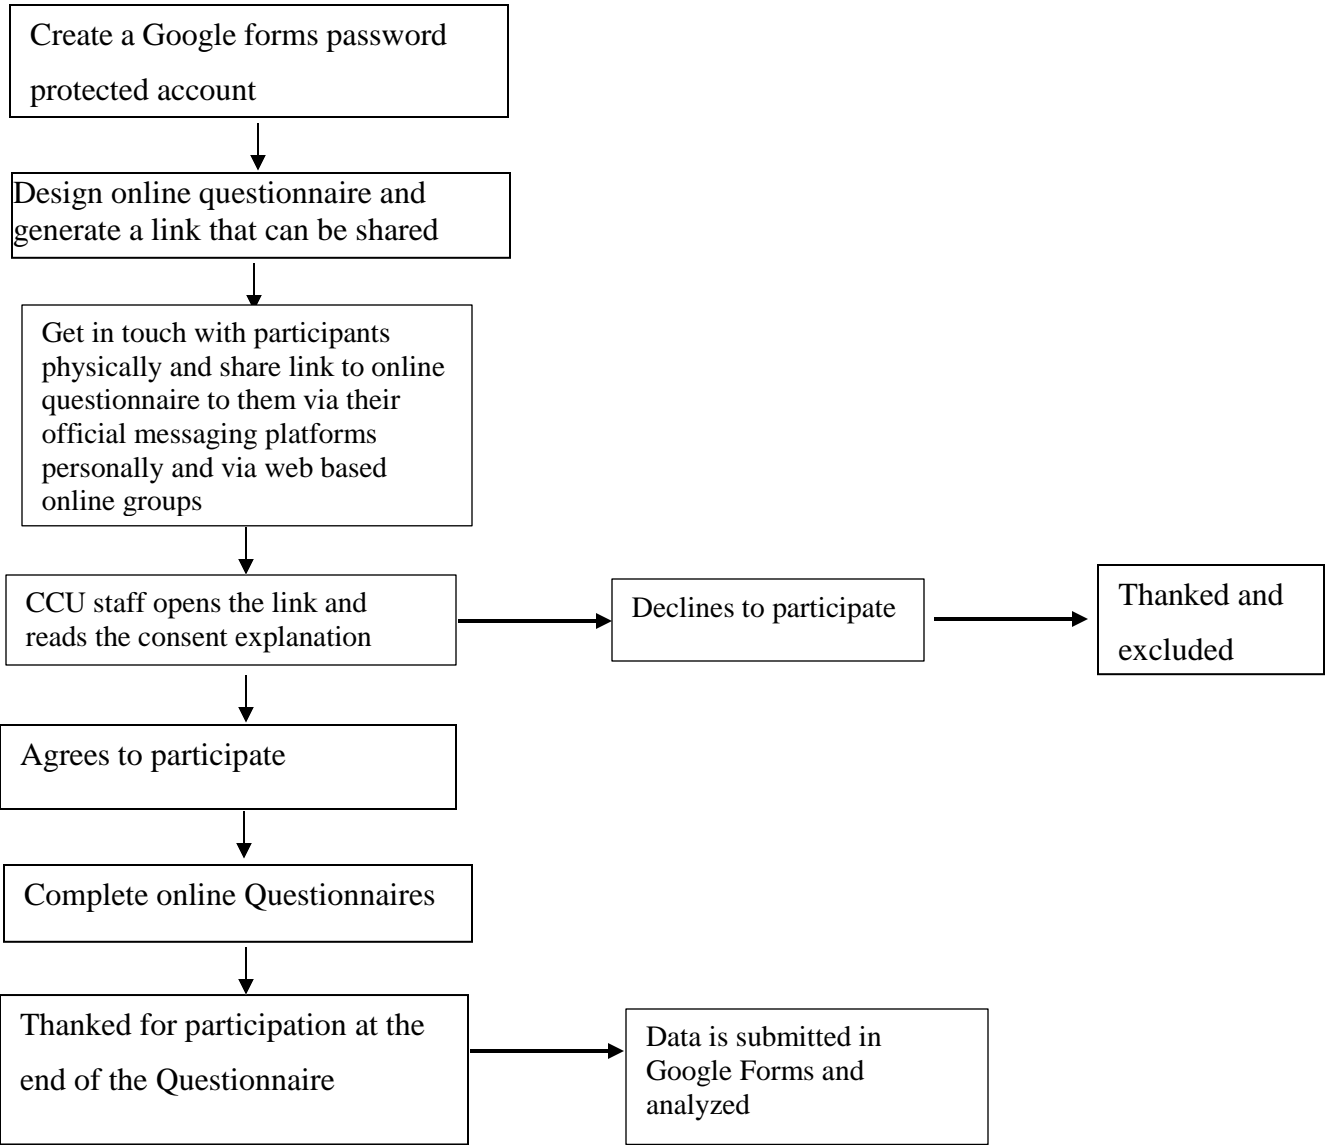 Create a Google forms password
protected account
Design online questionnaire and
generate a link that can be shared
Get in touch with participants
physically and share link to online
questionnaire to them via their
official messaging platforms
personally and via web based
online groups
CCU staff opens the link and
reads the consent explanation
Declines to participate
Thanked and
excluded
Agrees to participate
Complete online Questionnaires
Thanked for participation at the
end of the Questionnaire
Data is submitted in
Google Forms and
analyzed